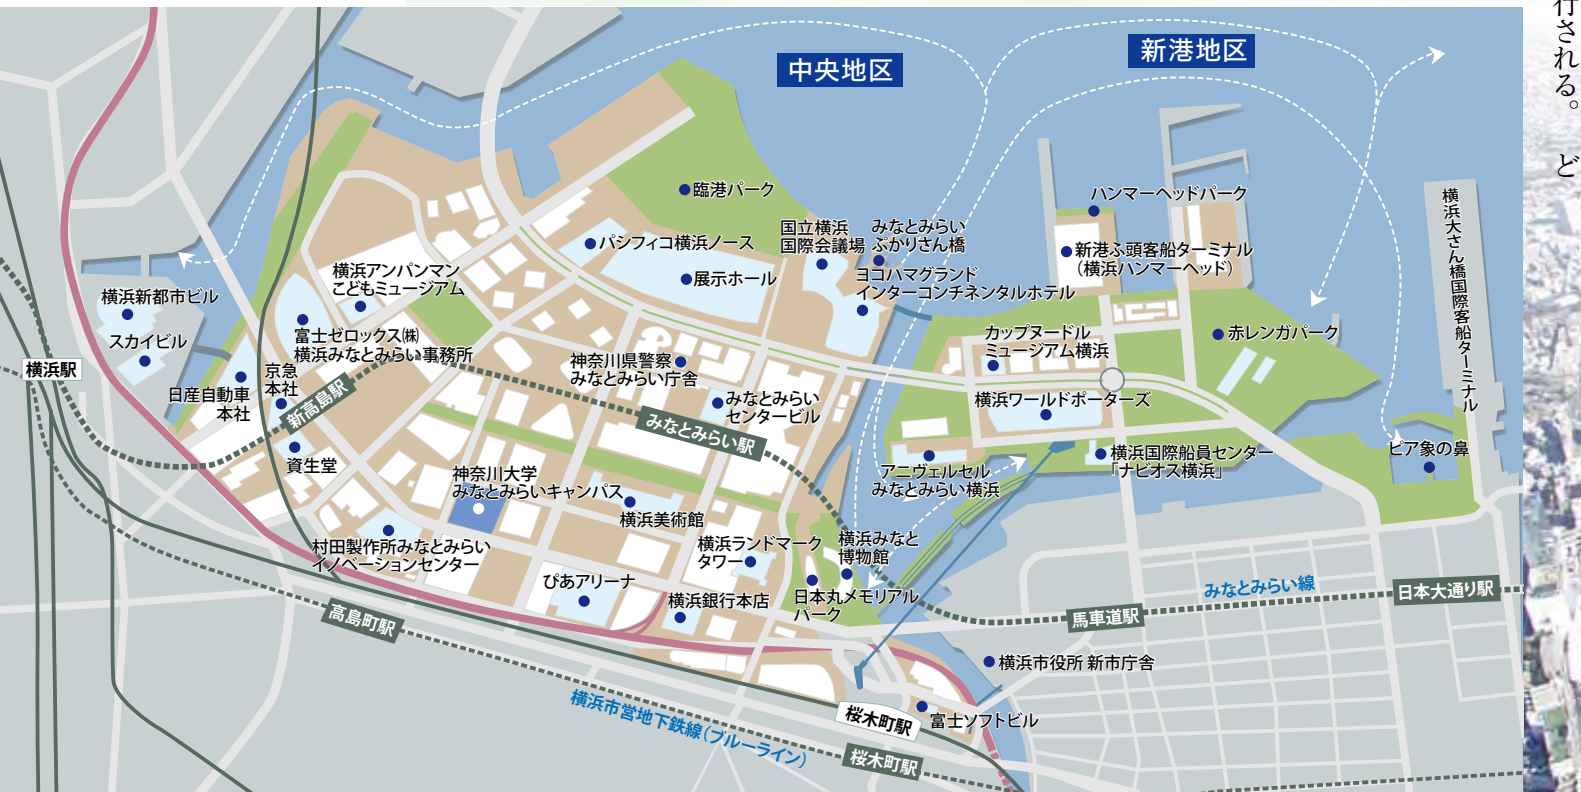 行される。
ど
中央地区
新港地区
臨港パーク
ハンマーヘッドパーク
パシフィコ横浜ノース
国立横浜
国際会議場
みなとみらい
ぷかりさん橋
新港ふ頭客船ターミナル
（横浜ハンマーヘッド）
横浜大さん橋国際客船ターミナル
展示ホール
ヨコハマグランド
インターコンチネンタルホテル
横浜アンパンマン
こどもミュージアム
横浜新都市ビル
スカイビル
富士ゼロックス㈱
横浜みなとみらい事務所
カップヌードル
ミュージアム横浜
赤レンガパーク
横浜駅
日産自動車
本社
京急
本社
新高島駅
神奈川県警察
みなとみらい庁舎
みなとみらい
センタービル
横浜ワールドポーターズ
みなとみらい駅
資生堂
神奈川大学
みなとみらいキャンパス
アニヴェルセル
みなとみらい横浜
横浜国際船員センター
「ナビオス横浜」
ピア象の鼻
横浜美術館
村田製作所みなとみらい
イノベーションセンター
横浜ランドマーク
タワー
横浜みなと
博物館
ぴあアリーナ
横浜銀行本店
日本丸メモリアル
パーク
みなとみらい線
日本大通り駅
馬車道駅
高島町駅
横浜市役所 新市庁舎
横浜市営地下鉄線（ブルーライン）
桜木町駅
富士ソフトビル
桜木町駅